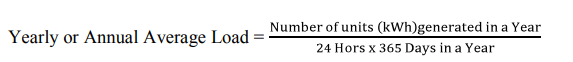 Yearly or Annual Average Load = Number of units (kWh)generated in a Year
24 Hors x 365 Days in a Year